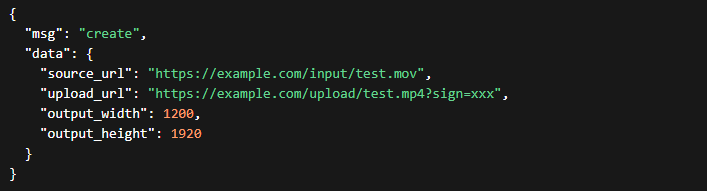 {
  "msg": "create",
  "data": {
    "source_url": "https://example.com/input/test.mov",
    "upload_url": "https://example.com/upload/test.mp4?sign=xxx",
    "output_width": 1200,
    "output_height": 1920
  }
}